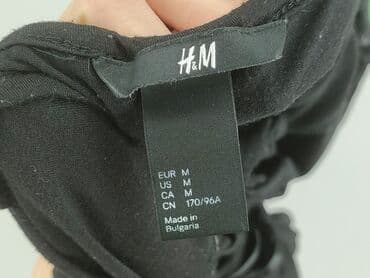 H&M
EUR M
US M
CA M
CN 170/96A
Made in
Bulgaria